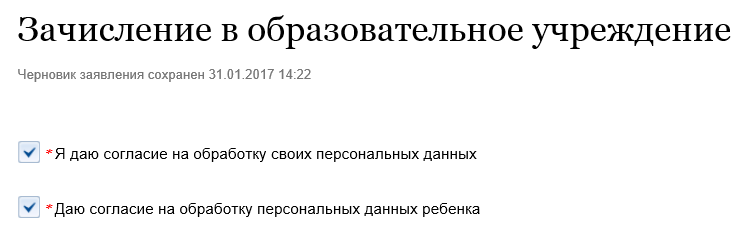 Зачисление в образовательное учреждение
Черновик заявления сохранен 31.01.2017 14:22
* Я даю согласие на обработку своих персональных данных
* Даю согласие на обработку персональных данных ребенка